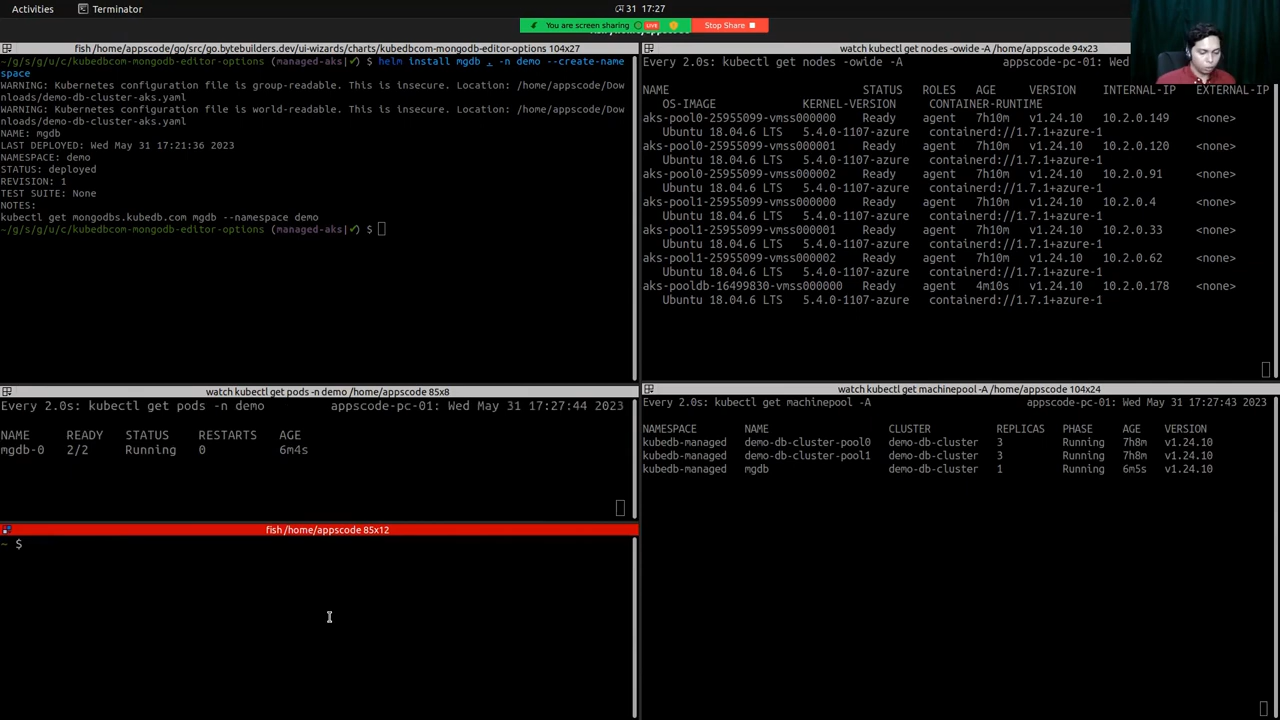 Activities
Terminator
31 17:27
You are screen sharing LIVE Stop Share
fish /home/appscode/go/src/go.bytebuilders.dev/ui-wizards/charts/kubedbcom-mongodb-editor-options 104x27
~/g/s/g/u/c/kubedbcom-mongodb-editor-options (managed-aks|✔) $ helm install mgdb . -n demo --create-name
space
WARNING: Kubernetes configuration file is group-readable. This is insecure. Location: /home/appscode/Dow
nloads/demo-db-cluster-aks.yaml
WARNING: Kubernetes configuration file is world-readable. This is insecure. Location: /home/appscode/Dow
nloads/demo-db-cluster-aks.yaml
NAME: mgdb
LAST DEPLOYED: Wed May 31 17:21:36 2023
NAMESPACE: demo
STATUS: deployed
REVISION: 1
TEST SUITE: None
NOTES:
kubectl get mongodbs.kubedb.com mgdb --namespace demo
~/g/s/g/u/c/kubedbcom-mongodb-editor-options (managed-aks|✔) $
watch kubectl get nodes -owide -A /home/appscode 94x23
Every 2.0s: kubectl get nodes -owide -A appscode-pc-01: Wed
NAME STATUS ROLES AGE VERSION INTERNAL-IP EXTERNAL-IP
OS-IMAGE KERNEL-VERSION CONTAINER-RUNTIME
aks-pool0-25955099-vmss000000 Ready agent 7h10m v1.24.10 10.2.0.149 <none>
Ubuntu 18.04.6 LTS 5.4.0-1107-azure containerd://1.7.1+azure-1
aks-pool0-25955099-vmss000001 Ready agent 7h10m v1.24.10 10.2.0.120 <none>
Ubuntu 18.04.6 LTS 5.4.0-1107-azure containerd://1.7.1+azure-1
aks-pool0-25955099-vmss000002 Ready agent 7h10m v1.24.10 10.2.0.91 <none>
Ubuntu 18.04.6 LTS 5.4.0-1107-azure containerd://1.7.1+azure-1
aks-pool1-25955099-vmss000000 Ready agent 7h10m v1.24.10 10.2.0.4 <none>
Ubuntu 18.04.6 LTS 5.4.0-1107-azure containerd://1.7.1+azure-1
aks-pool1-25955099-vmss000001 Ready agent 7h10m v1.24.10 10.2.0.33 <none>
Ubuntu 18.04.6 LTS 5.4.0-1107-azure containerd://1.7.1+azure-1
aks-pool1-25955099-vmss000002 Ready agent 7h10m v1.24.10 10.2.0.62 <none>
Ubuntu 18.04.6 LTS 5.4.0-1107-azure containerd://1.7.1+azure-1
aks-pooldb-16499830-vmss000000 Ready agent 4m10s v1.24.10 10.2.0.178 <none>
Ubuntu 18.04.6 LTS 5.4.0-1107-azure containerd://1.7.1+azure-1
watch kubectl get pods -n demo /home/appscode 85x8
Every 2.0s: kubectl get pods -n demo appscode-pc-01: Wed May 31 17:27:44 2023
NAME READY STATUS RESTARTS AGE
mgdb-0 2/2 Running 0 6m4s
watch kubectl get machinepool -A /home/appscode 104x24
Every 2.0s: kubectl get machinepool -A appscode-pc-01: Wed May 31 17:27:43 2023
NAMESPACE NAME CLUSTER REPLICAS PHASE AGE VERSION
kubedb-managed demo-db-cluster-pool0 demo-db-cluster 3 Running 7h8m v1.24.10
kubedb-managed demo-db-cluster-pool1 demo-db-cluster 3 Running 7h8m v1.24.10
kubedb-managed mgdb demo-db-cluster 1 Running 6m5s v1.24.10
fish /home/appscode 85x12
~ $